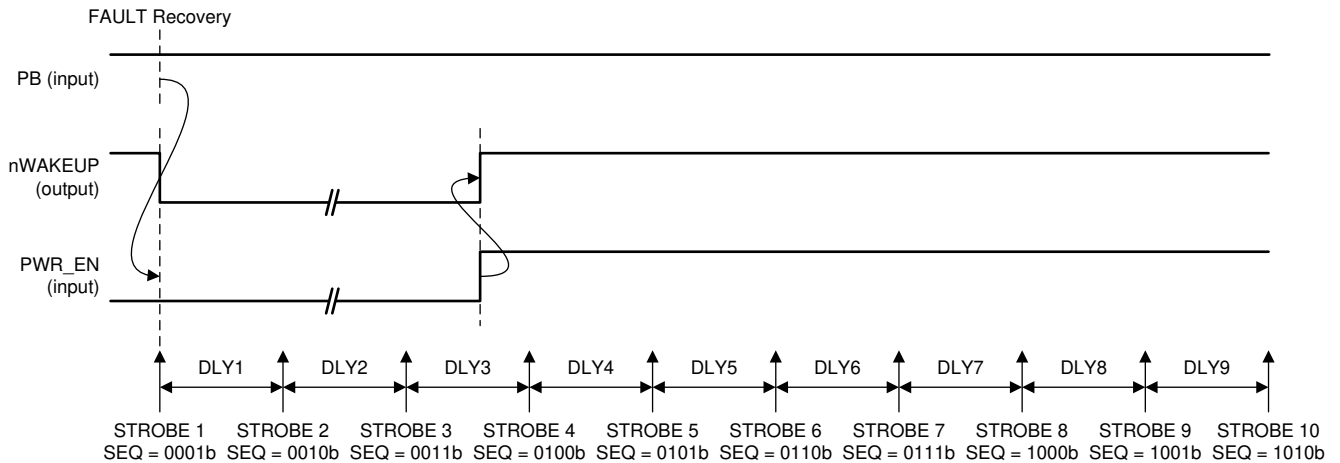 FAULT Recovery
PB (input)
nWAKEUP
(output)
PWR_EN
(input)
DLY1 DLY2 DLY3 DLY4 DLY5 DLY6 DLY7 DLY8 DLY9
STROBE 1 STROBE 2 STROBE 3 STROBE 4 STROBE 5 STROBE 6 STROBE 7 STROBE 8 STROBE 9 STROBE 10
SEQ = 0001b SEQ = 0010b SEQ = 0011b SEQ = 0100b SEQ = 0101b SEQ = 0110b SEQ = 0111b SEQ = 1000b SEQ = 1001b SEQ = 1010b